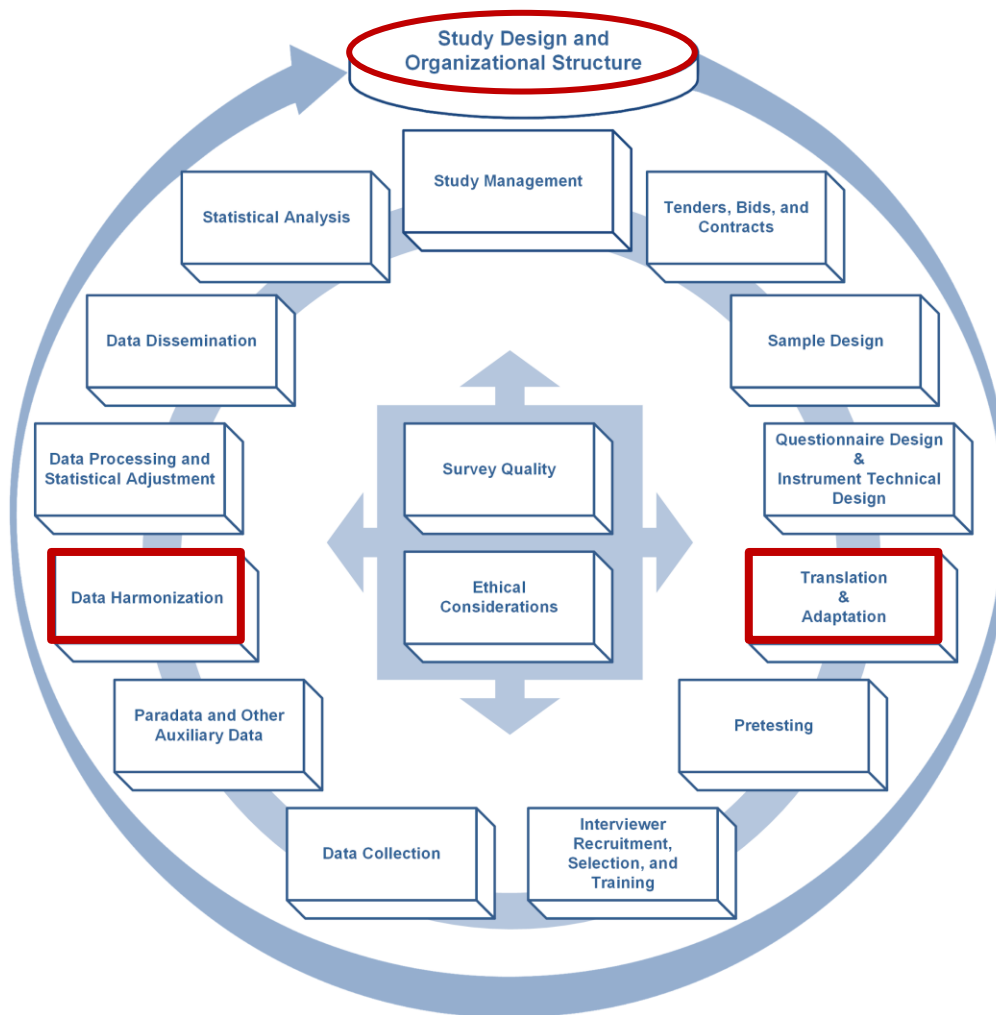 Study Design and
Organizational Structure
Study Management
Tenders, Bids, and
Contracts
Sample Design
Questionnaire Design
&
Instrument Technical
Design
Translation
&
Adaptation
Pretesting
Interviewer
Recruitment,
Selection, and
Training
Data Collection
Paradata and Other
Auxiliary Data
Data Harmonization
Data Processing and
Statistical Adjustment
Data Dissemination
Statistical Analysis
Survey Quality
Ethical
Considerations